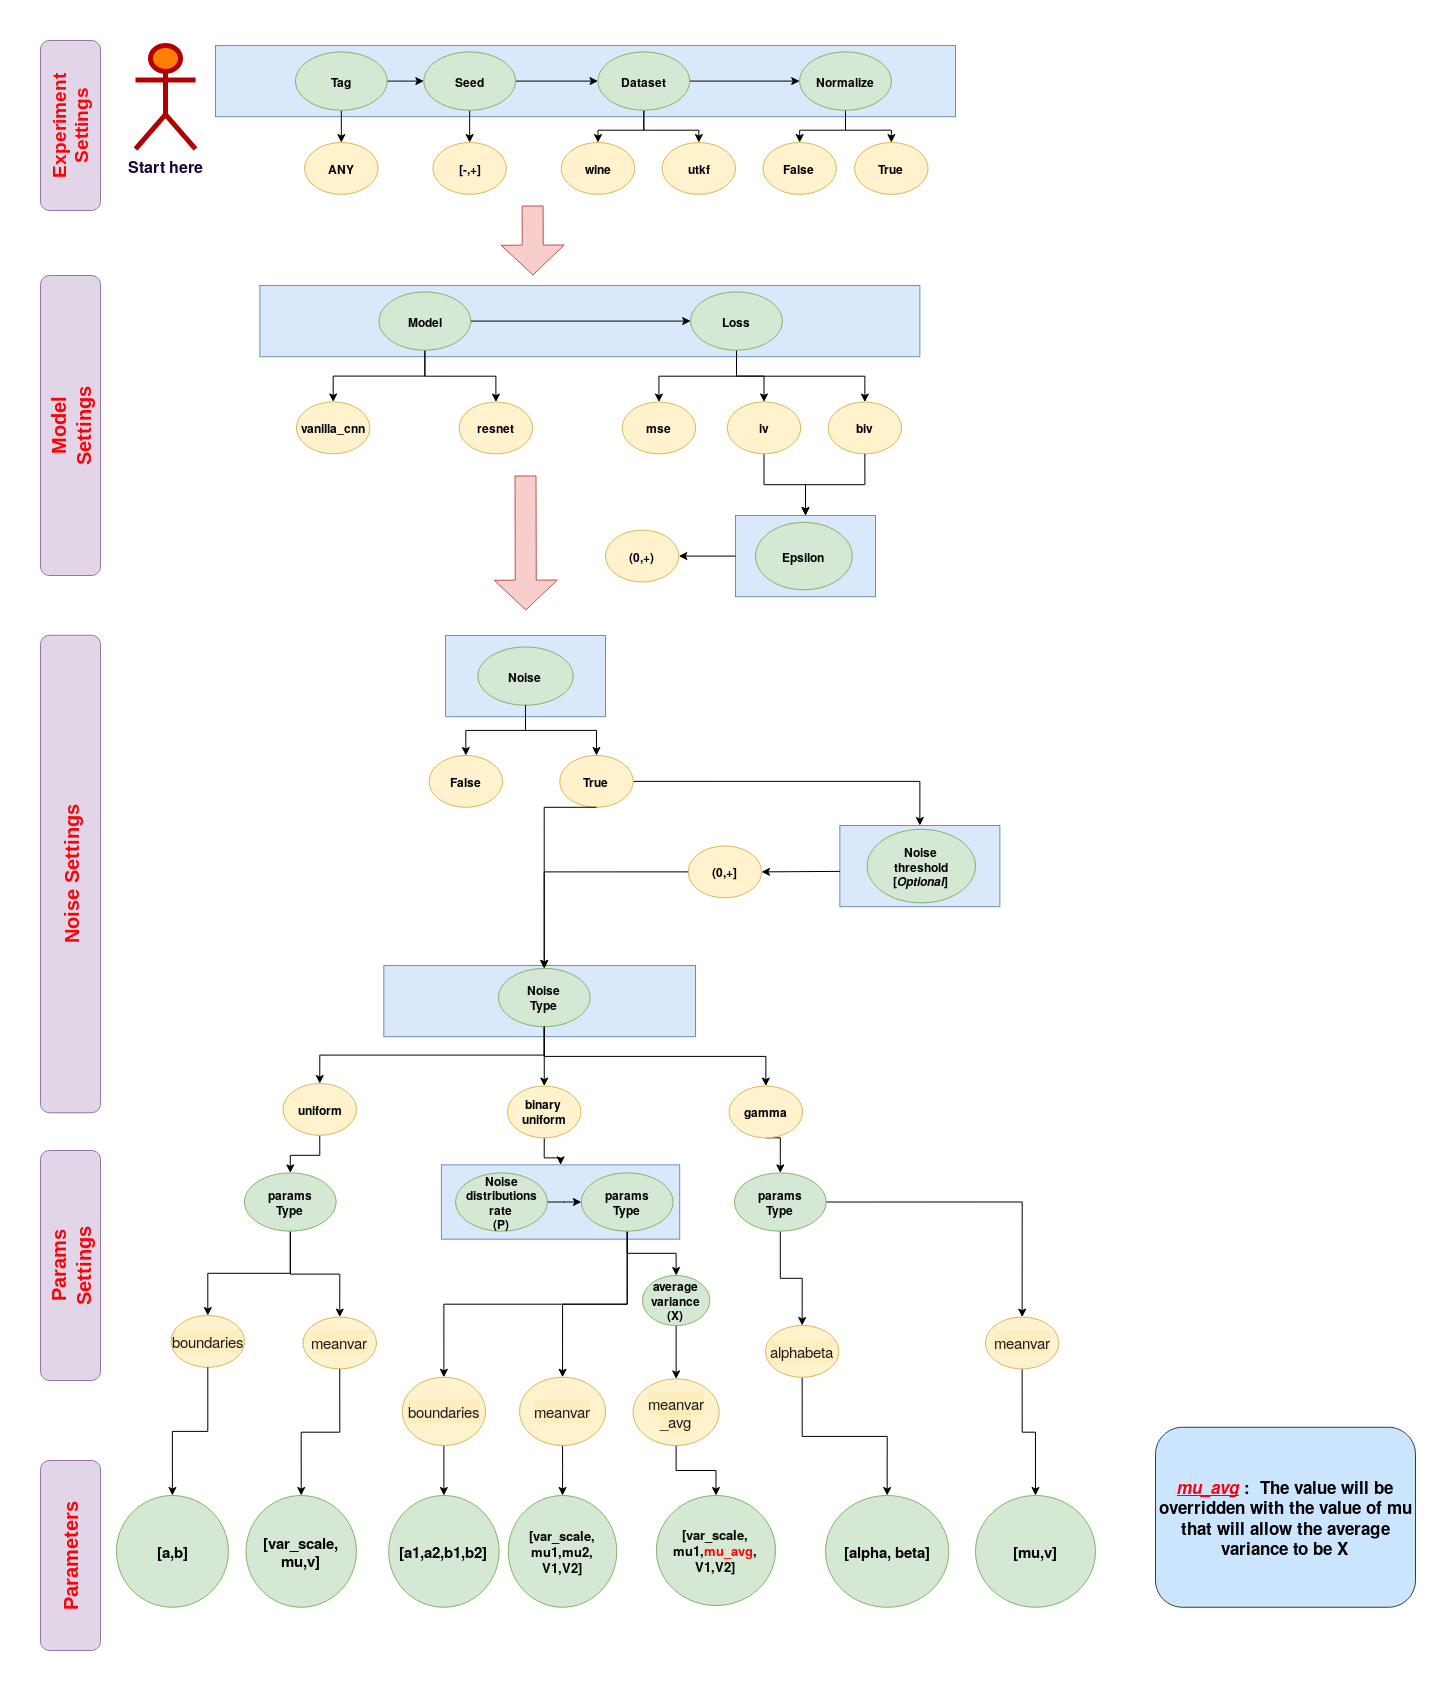 Experiment
Settings
Start here
Tag
Seed
Dataset
Normalize
ANY
[-,+]
wine
utkf
False
True
Model
Settings
Model
Loss
vanilla_cnn
resnet
mse
iv
biv
(0,+)
Epsilon
Noise Settings
Noise
False
True
Noise
threshold
[Optional]
(0,+]
Noise
Type
uniform
binary
uniform
gamma
Params
Settings
params
Type
Noise
distributions
rate
(P)
params
Type
params
Type
average
variance
(X)
boundaries
meanvar
alphabeta
meanvar
boundaries
meanvar
meanvar
_avg
Parameters
[a,b]
[var_scale,
mu,v]
[a1,a2,b1,b2]
[var_scale,
mu1,mu2,
V1,V2]
[var_scale,
mu1,mu_avg,
V1,V2]
[alpha, beta]
[mu,v]
mu_avg : The value will be
overridden with the value of mu
that will allow the average
variance to be X